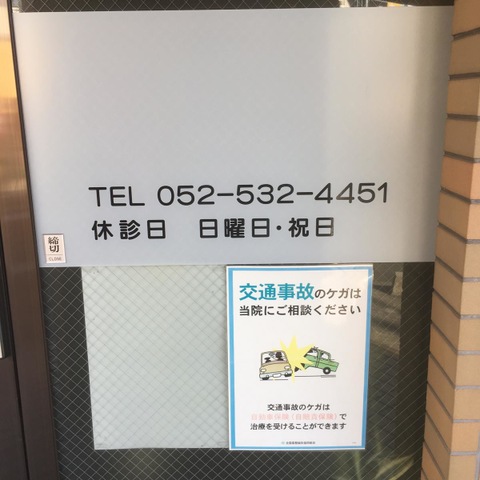 TEL 052-532-4451
休診日 日曜日・祝日
締切
CLOSE
交通事故のケガは
当院にご相談ください
交通事故のケガは
自動車保険(自賠責保険)で
治療を受けることができます